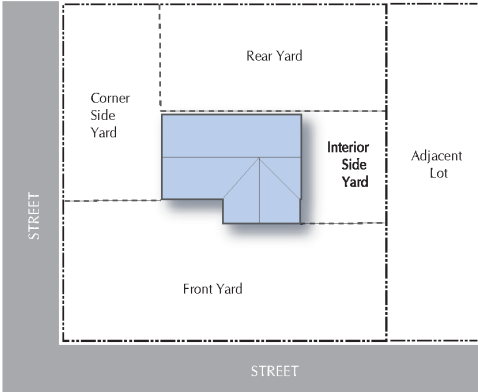 Rear Yard
Corner
Side
Yard
Interior
Side
Yard
Adjacent
Lot
STREET
Front Yard
STREET